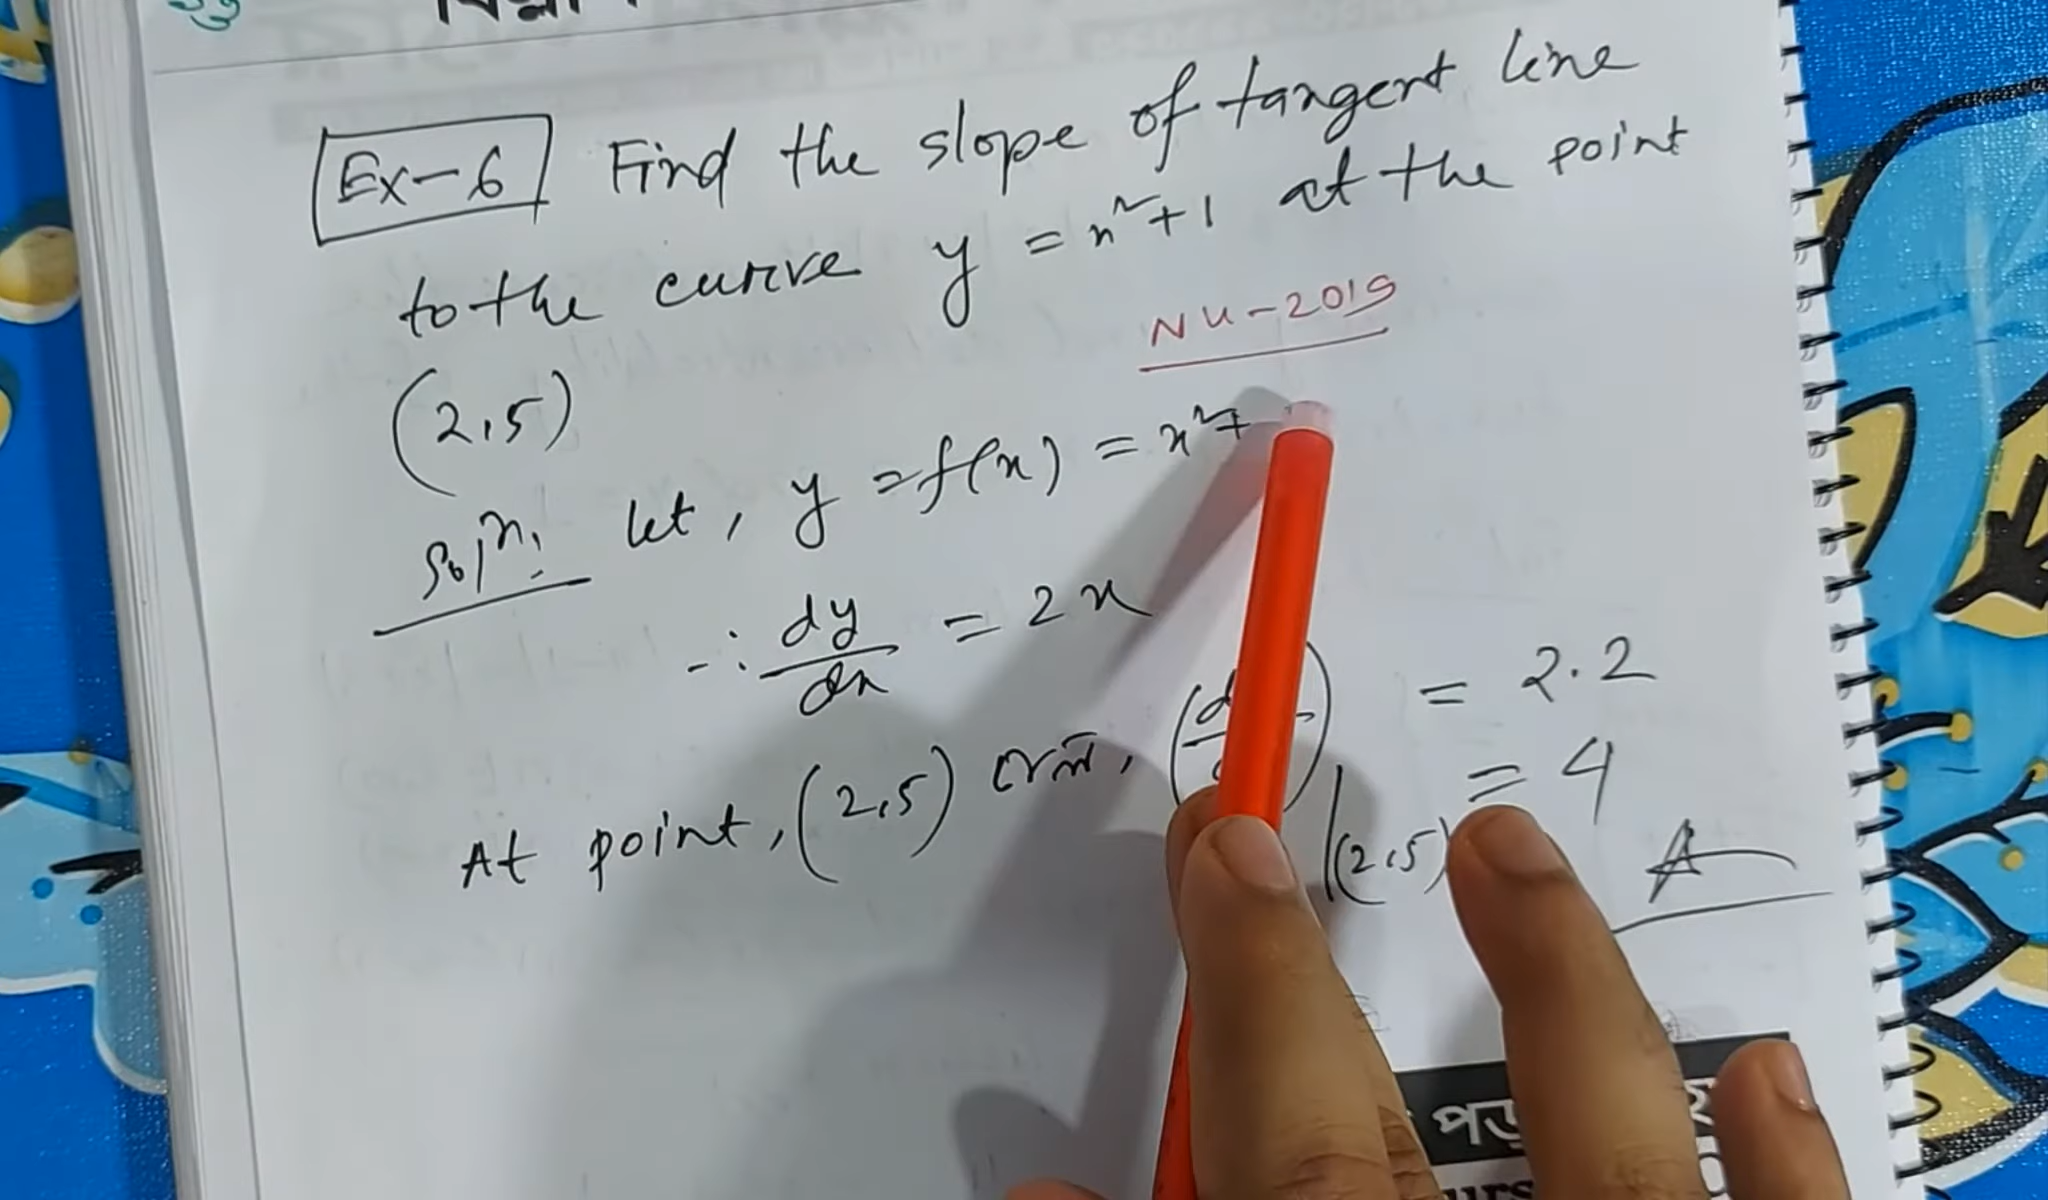 Ex-6 Find the slope of tangent line
to the curve y = x²+1 at the point
(2,5)
NU-2019
Solⁿ: let, y = f(x) = x²+
∴ dy/dx = 2x
At point, (2,5) তে, (d )|(2,5) = 2.2
= 4
A